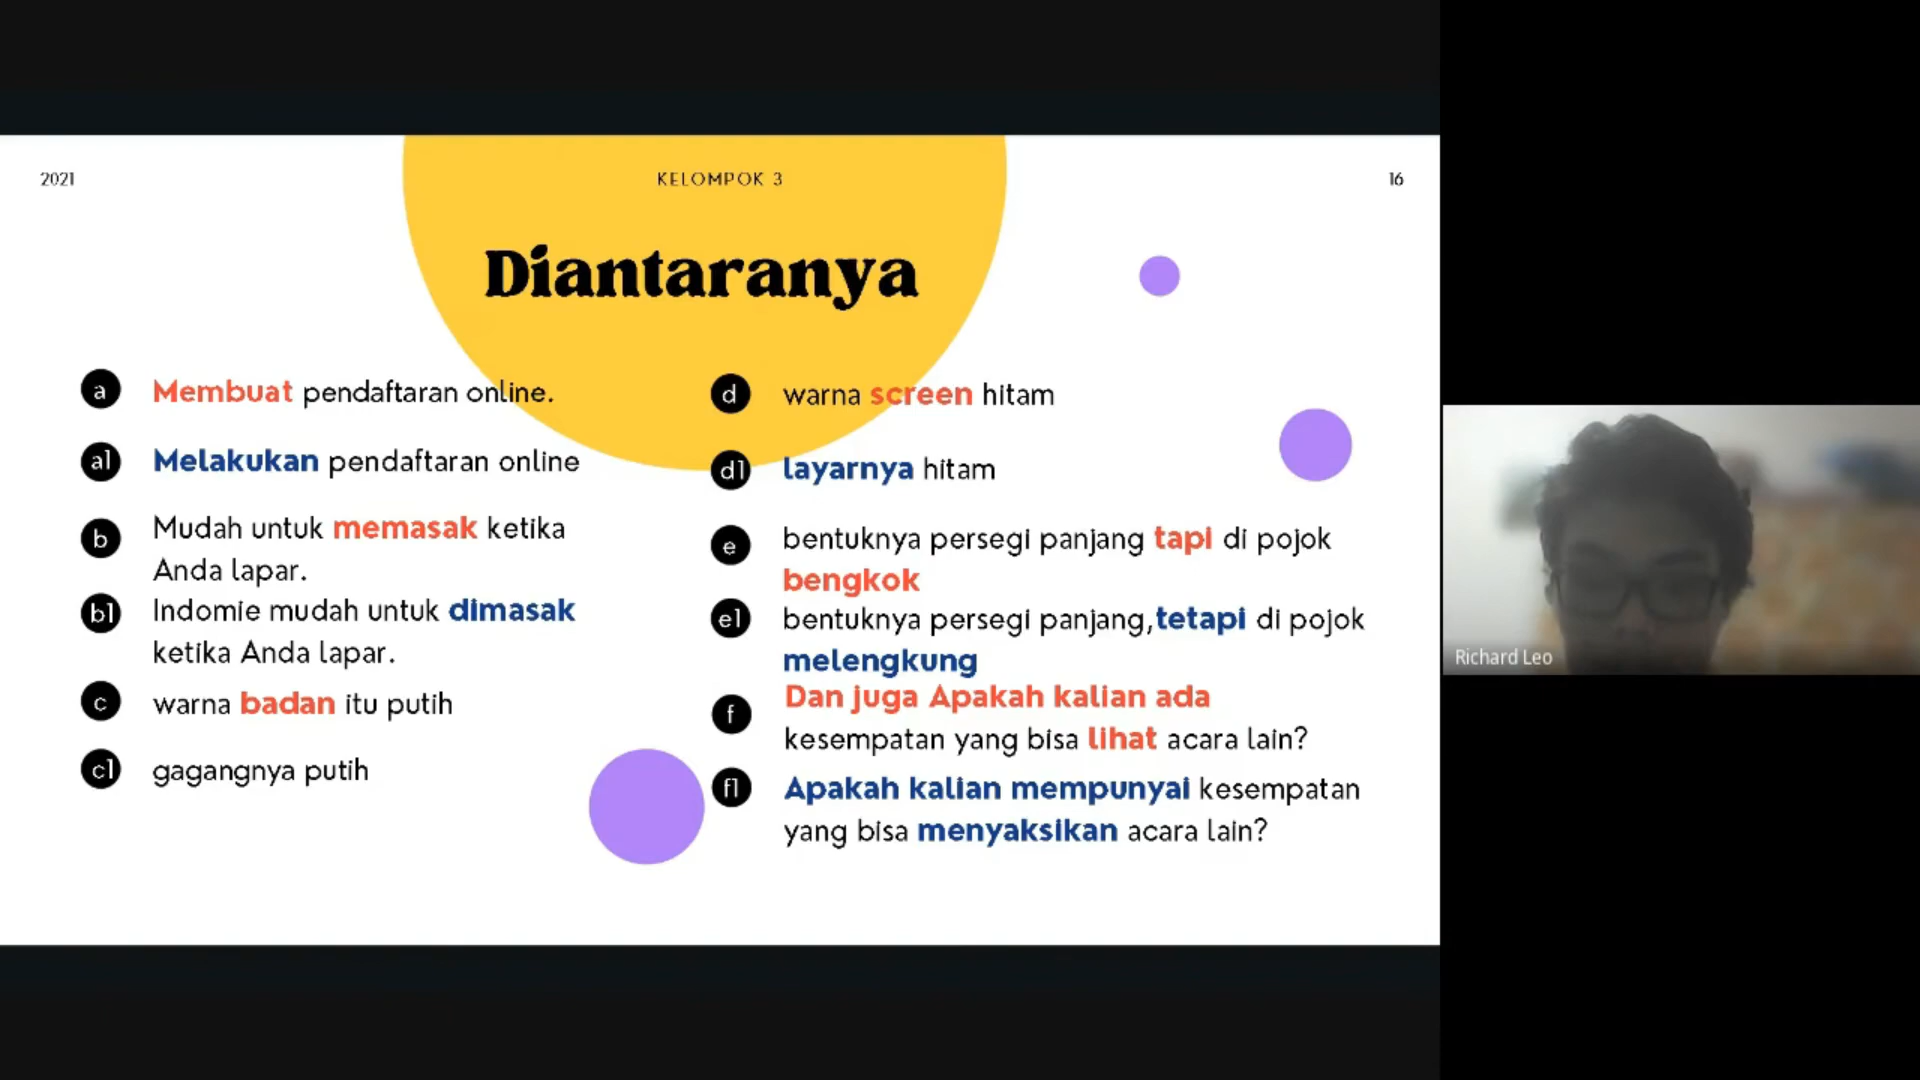 2021
KELOMPOK 3
16
Diantaranya
a Membuat pendaftaran online.
a1 Melakukan pendaftaran online
b Mudah untuk memasak ketika
Anda lapar.
b1 Indomie mudah untuk dimasak
ketika Anda lapar.
c warna badan itu putih
c1 gagangnya putih
d warna screen hitam
d1 layarnya hitam
e bentuknya persegi panjang tapi di pojok
bengkok
e1 bentuknya persegi panjang,tetapi di pojok
melengkung
f Dan juga Apakah kalian ada
kesempatan yang bisa lihat acara lain?
f1 Apakah kalian mempunyai kesempatan
yang bisa menyaksikan acara lain?
Richard Leo